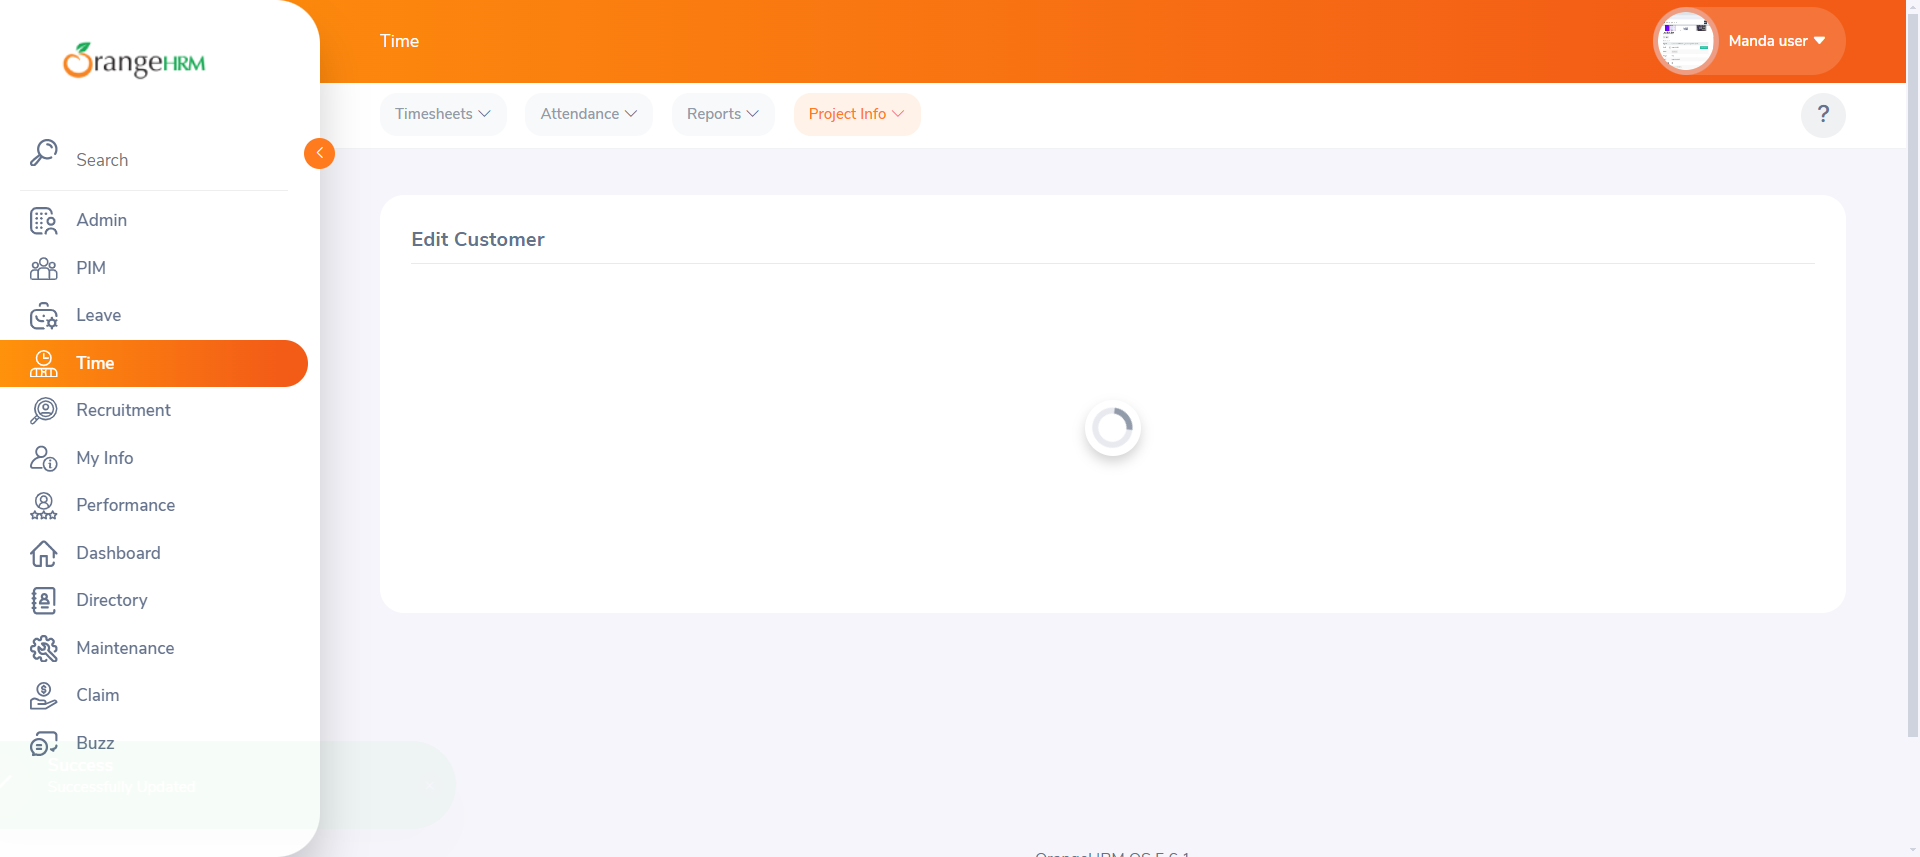 OrangeHRM
Time
Manda user
Timesheets
Attendance
Reports
Project Info
?
Search
Admin
PIM
Leave
Time
Recruitment
My Info
Performance
Dashboard
Directory
Maintenance
Claim
Buzz
Edit Customer
Success
Successfully Updated
OrangeHRM OS 5.6.1